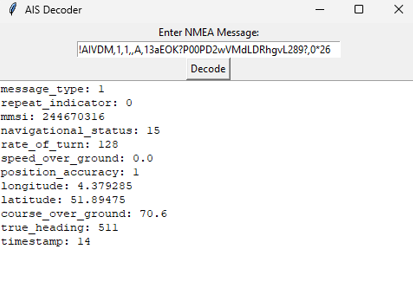 AIS Decoder
Enter NMEA Message:
!AIVDM,1,1,,A,13aEOK?P00PD2wVMdLDRhgvL289?,0*26
Decode
message_type: 1
repeat_indicator: 0
mmsi: 244670316
navigational_status: 15
rate_of_turn: 128
speed_over_ground: 0.0
position_accuracy: 1
longitude: 4.379285
latitude: 51.89475
course_over_ground: 70.6
true_heading: 511
timestamp: 14